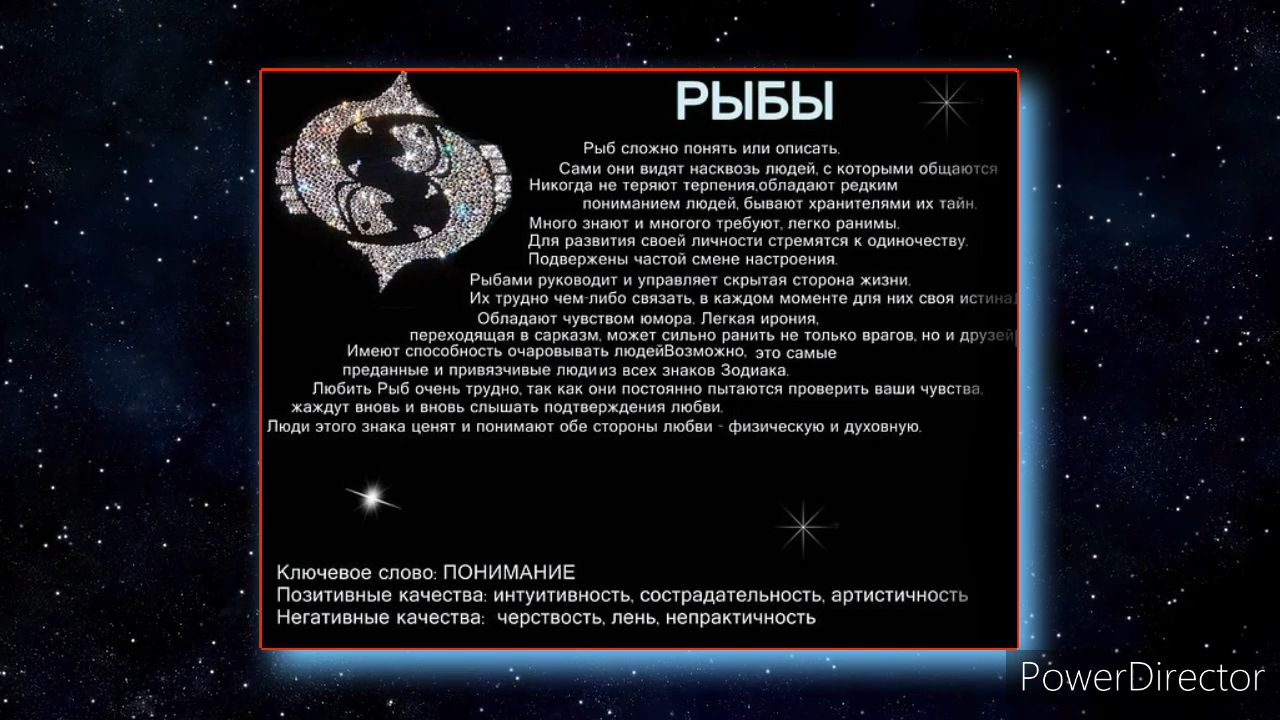 РЫБЫ
Рыб сложно понять или описать.
Сами они видят насквозь людей, с которыми общаются
Никогда не теряют терпения,обладают редким
пониманием людей, бывают хранителями их тайн.
Много знают и многого требуют, легко ранимы.
Для развития своей личности стремятся к одиночеству.
Подвержены частой смене настроения.
Рыбами руководит и управляет скрытая сторона жизни.
Их трудно чем-либо связать, в каждом моменте для них своя истина
Обладают чувством юмора. Легкая ирония,
переходящая в сарказм, может сильно ранить не только врагов, но и друзей
Имеют способность очаровывать людейВозможно, это самые
преданные и привязчивые люди из всех знаков Зодиака.
Любить Рыб очень трудно, так как они постоянно пытаются проверить ваши чувства,
жаждут вновь и вновь слышать подтверждения любви.
Люди этого знака ценят и понимают обе стороны любви - физическую и духовную.
Ключевое слово: ПОНИМАНИЕ
Позитивные качества: интуитивность, сострадательность, артистичность
Негативные качества: черствость, лень, непрактичность
PowerDirector